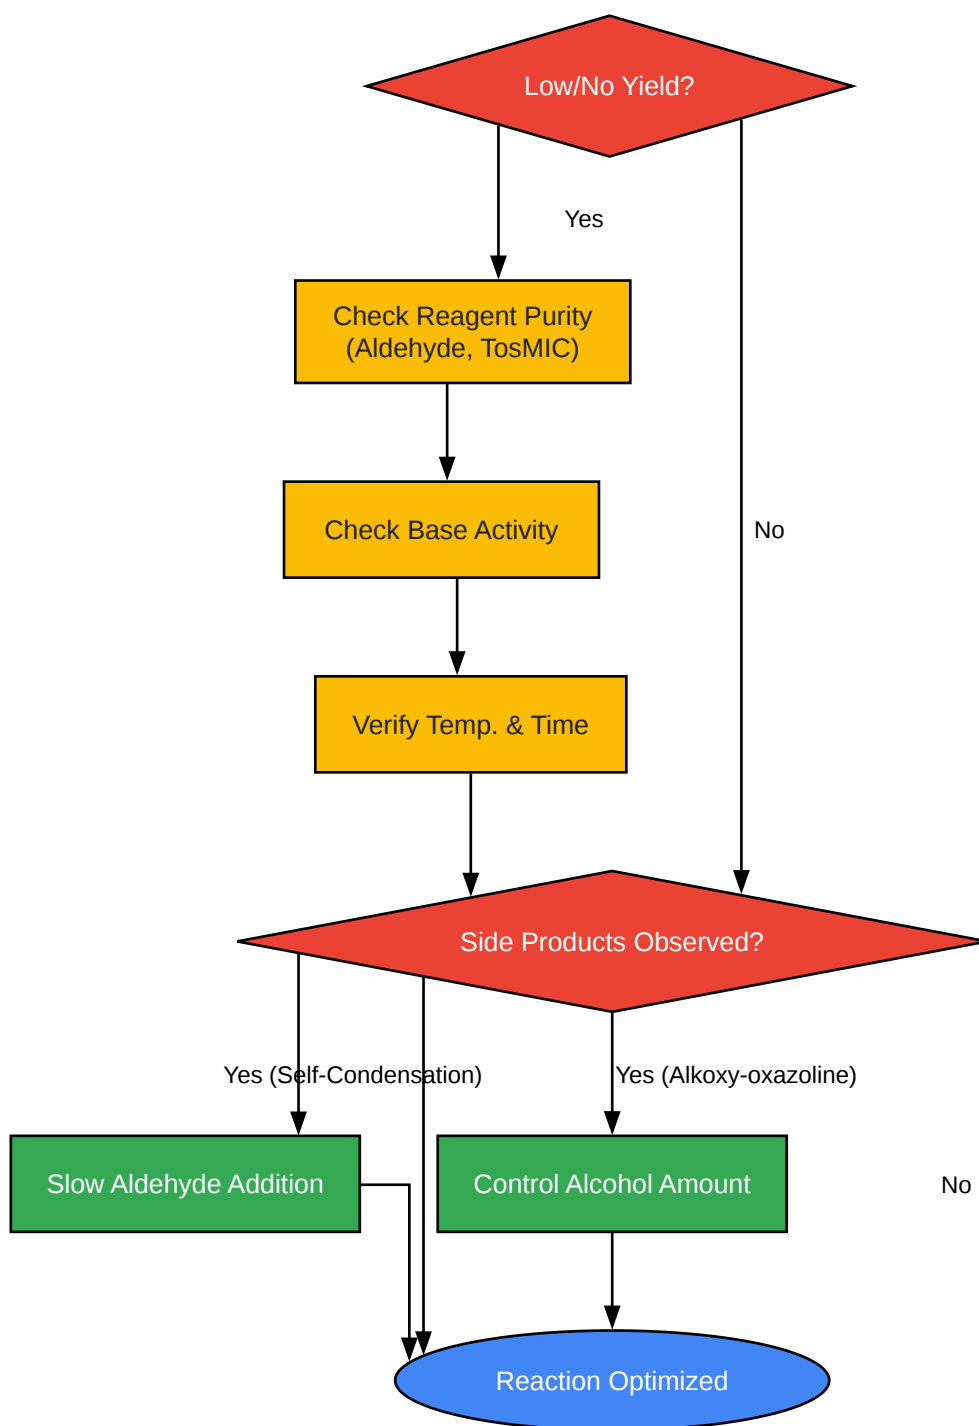 Low/No Yield?
Yes
Check Reagent Purity
(Aldehyde, TosMIC)
Check Base Activity
No
Verify Temp. & Time
Side Products Observed?
Yes (Self-Condensation)
Yes (Alkoxy-oxazoline)
Slow Aldehyde Addition
Control Alcohol Amount
No
Reaction Optimized